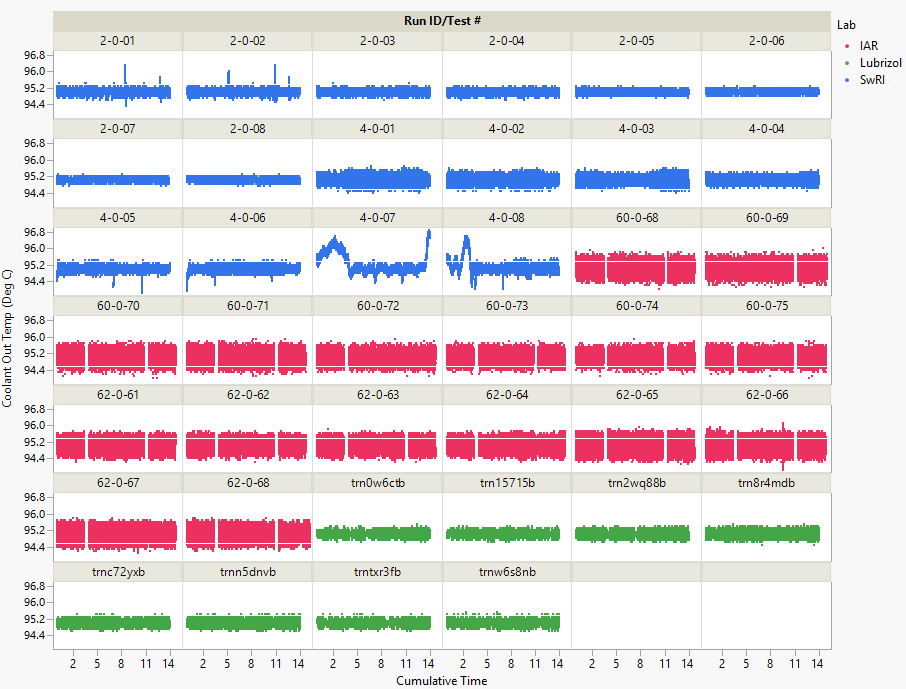 Run ID/Test #
Lab
IAR
Lubrizol
SwRI
2-0-01 2-0-02 2-0-03 2-0-04 2-0-05 2-0-06
96.8
96.0
95.2
94.4
2-0-07 2-0-08 4-0-01 4-0-02 4-0-03 4-0-04
96.8
96.0
95.2
94.4
4-0-05 4-0-06 4-0-07 4-0-08 60-0-68 60-0-69
96.8
96.0
95.2
94.4
Coolant Out Temp (Deg C)
60-0-70 60-0-71 60-0-72 60-0-73 60-0-74 60-0-75
96.8
96.0
95.2
94.4
62-0-61 62-0-62 62-0-63 62-0-64 62-0-65 62-0-66
96.8
96.0
95.2
94.4
62-0-67 62-0-68 trn0w6ctb trn15715b trn2wq88b trn8r4mdb
96.8
96.0
95.2
94.4
trnc72yxb trnn5dnvb trntxr3fb trnw6s8nb
96.8
96.0
95.2
94.4
2 5 8 11 14 2 5 8 11 14 2 5 8 11 14 2 5 8 11 14 2 5 8 11 14 2 5 8 11 14
Cumulative Time